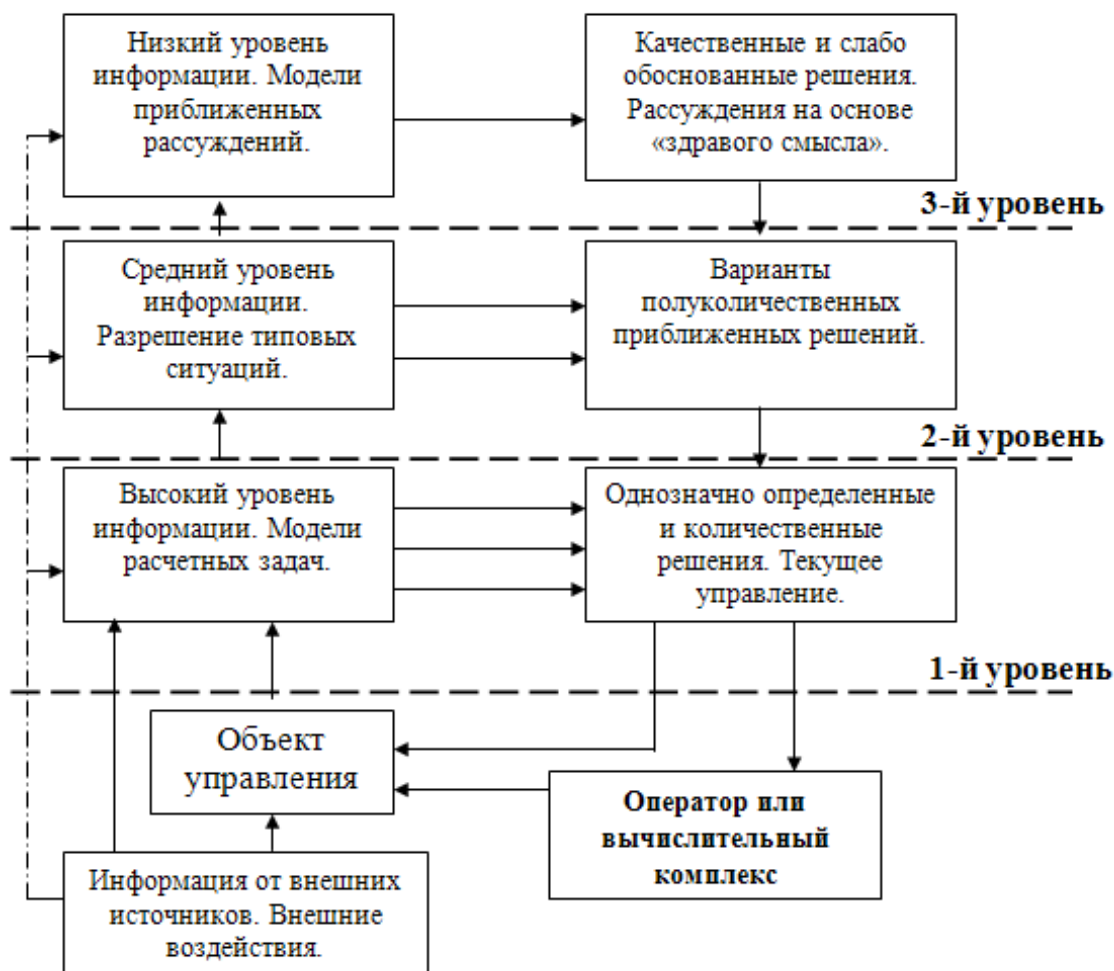 Низкий уровень
информации. Модели
приближенных
рассуждений.
Качественные и слабо
обоснованные решения.
Рассуждения на основе
«здравого смысла».
3-й уровень
Средний уровень
информации.
Разрешение типовых
ситуаций.
Варианты
полуколичественных
приближенных решений.
2-й уровень
Высокий уровень
информации. Модели
расчетных задач.
Однозначно определенные
и количественные
решения. Текущее
управление.
1-й уровень
Объект
управления
Оператор или
вычислительный
комплекс
Информация от внешних
источников. Внешние
воздействия.